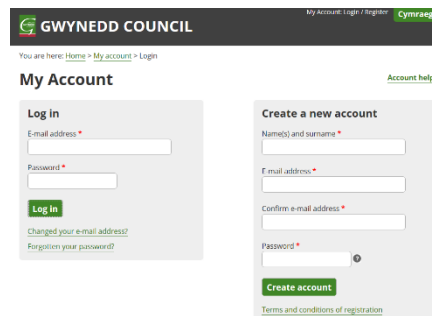 My Account: Login / Register
Cymraeg
GWYNEDD COUNCIL
You are here: Home > My account > Login
My Account
Account help
Log in
E-mail address *
Password *
Log in
Changed your e-mail address?
Forgotten your password?
Create a new account
Name(s) and surname *
E-mail address *
Confirm e-mail address *
Password *
?
Create account
Terms and conditions of registration